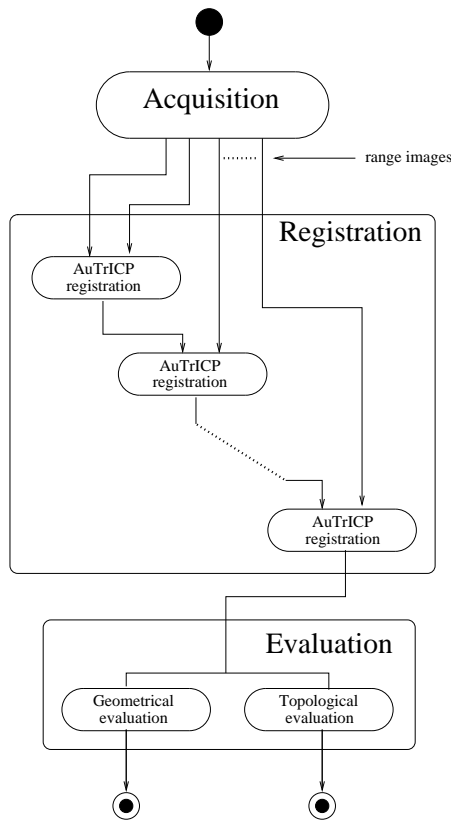 Acquisition
range images
Registration
AuTrICP
registration
AuTrICP
registration
AuTrICP
registration
Evaluation
Geometrical
evaluation
Topological
evaluation